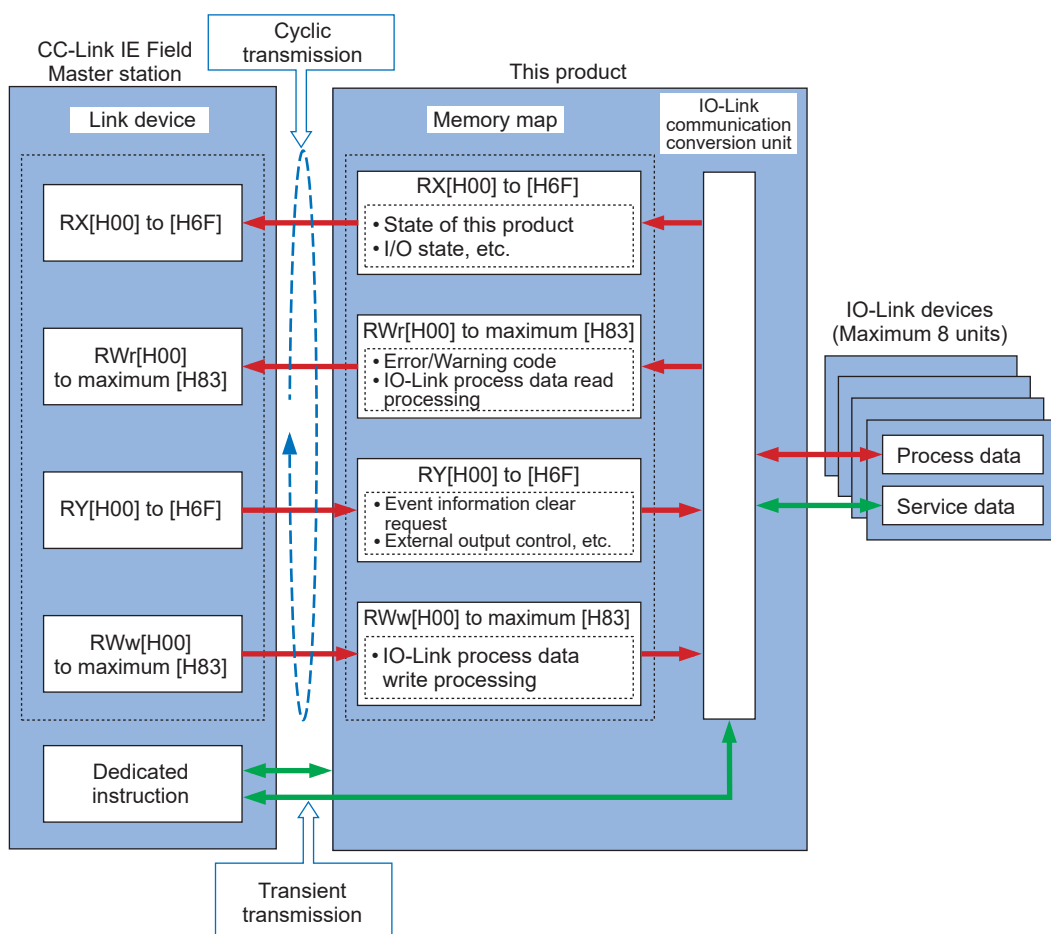 Cyclic
transmission
CC-Link IE Field
Master station
This product
Link device
Memory map
IO-Link
communication
conversion unit
RX[H00] to [H6F]
RX[H00] to [H6F]
• State of this product
• I/O state, etc.
RWr[H00]
to maximum [H83]
RWr[H00] to maximum [H83]
• Error/Warning code
• IO-Link process data read
processing
IO-Link devices
(Maximum 8 units)
Process data
Service data
RY[H00] to [H6F]
RY[H00] to [H6F]
• Event information clear
request
• External output control, etc.
RWw[H00]
to maximum [H83]
RWw[H00] to maximum [H83]
• IO-Link process data
write processing
Dedicated
instruction
Transient
transmission